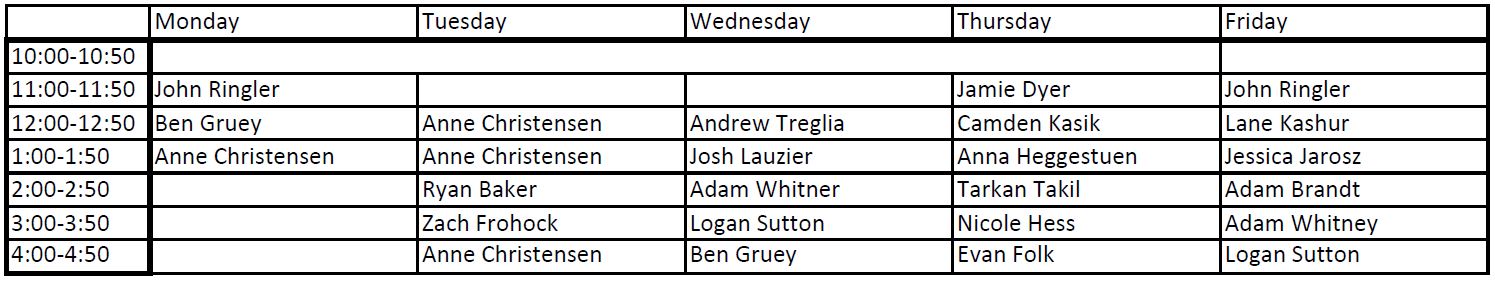 Monday Tuesday Wednesday Thursday Friday
10:00-10:50
11:00-11:50 John Ringler Jamie Dyer John Ringler
12:00-12:50 Ben Gruey Anne Christensen Andrew Treglia Camden Kasik Lane Kashur
1:00-1:50 Anne Christensen Anne Christensen Josh Lauzier Anna Heggestuen Jessica Jarosz
2:00-2:50 Ryan Baker Adam Whitner Tarkan Takil Adam Brandt
3:00-3:50 Zach Frohock Logan Sutton Nicole Hess Adam Whitney
4:00-4:50 Anne Christensen Ben Gruey Evan Folk Logan Sutton